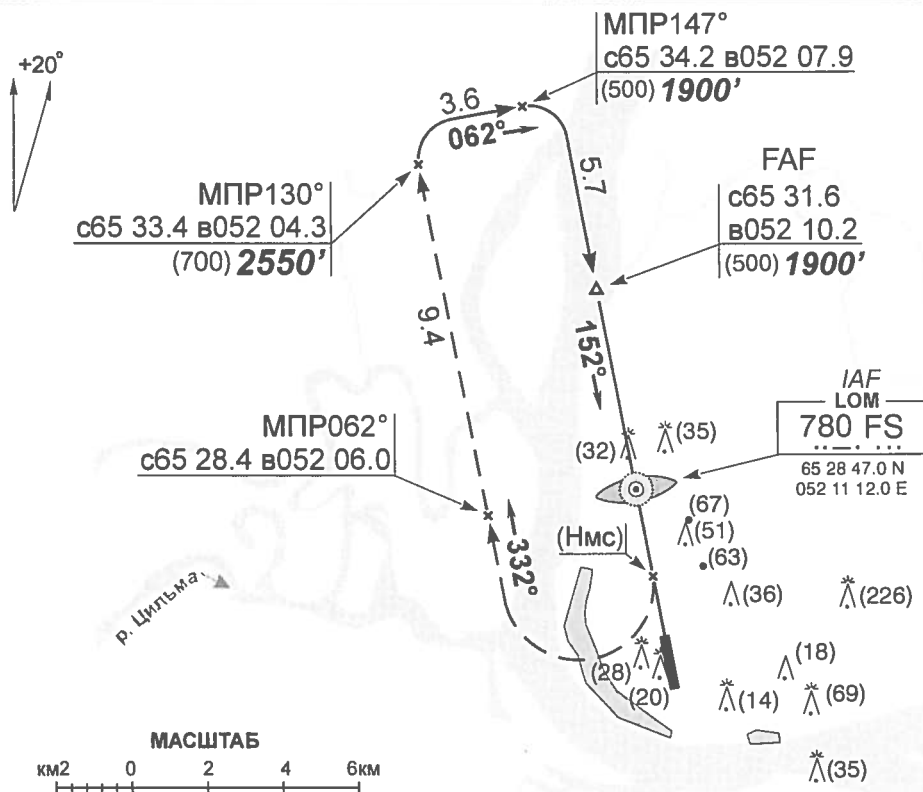 +20°
МПР147°
с65 34.2 в052 07.9
(500) 1900'
3.6
062°
МПР130°
с65 33.4 в052 04.3
(700) 2550'
5.7
FAF
с65 31.6
в052 10.2
(500) 1900'
9.4
152°
IAF
LOM
780 FS
65 28 47.0 N
052 11 12.0 E
(32)
(35)
МПР062°
с65 28.4 в052 06.0
(67)
(51)
(Нмс)
(63)
332°
(36)
(226)
р. Цильма
(28)
(20)
(18)
(14)
(69)
МАСШТАБ
км2 0 2 4 6км
(35)